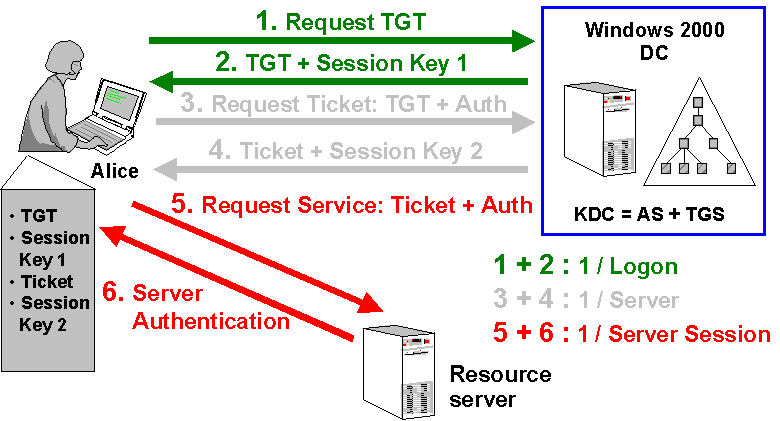 1. Request TGT
2. TGT + Session Key 1
3. Request Ticket: TGT + Auth
4. Ticket + Session Key 2
Windows 2000
DC
KDC = AS + TGS
Alice
5. Request Service: Ticket + Auth
• TGT
• Session
Key 1
• Ticket
• Session
Key 2
6. Server
Authentication
1 + 2 : 1 / Logon
3 + 4 : 1 / Server
5 + 6 : 1 / Server Session
Resource
server